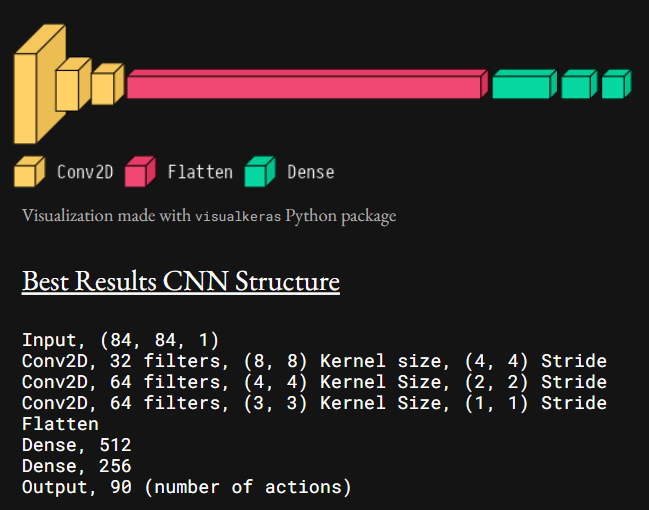 Conv2D Flatten Dense
Visualization made with visualkeras Python package
Best Results CNN Structure
Input, (84, 84, 1)
Conv2D, 32 filters, (8, 8) Kernel size, (4, 4) Stride
Conv2D, 64 filters, (4, 4) Kernel Size, (2, 2) Stride
Conv2D, 64 filters, (3, 3) Kernel Size, (1, 1) Stride
Flatten
Dense, 512
Dense, 256
Output, 90 (number of actions)